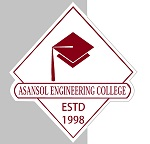 ASANSOL ENGINEERING COLLEGE
ESTD
1998